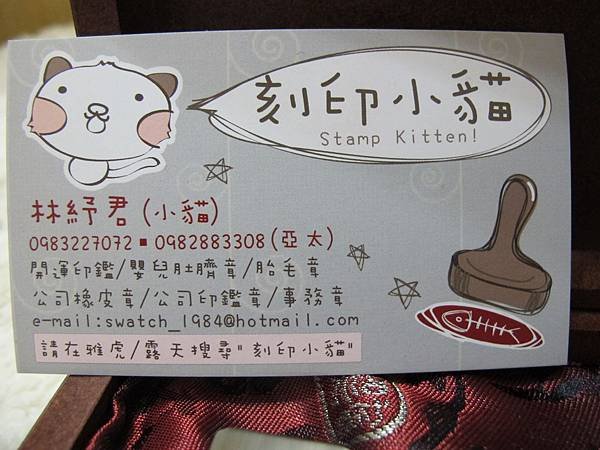 刻印小貓
Stamp Kitten!
林紓君(小貓)
0983227072▪0982883308(亞太)
開運印鑑/嬰兒肚臍章/胎毛章
公司橡皮章/公司印鑑章/事務章
e-mail:swatch_1984@hotmail.com
請在雅虎/露天搜尋"刻印小貓"